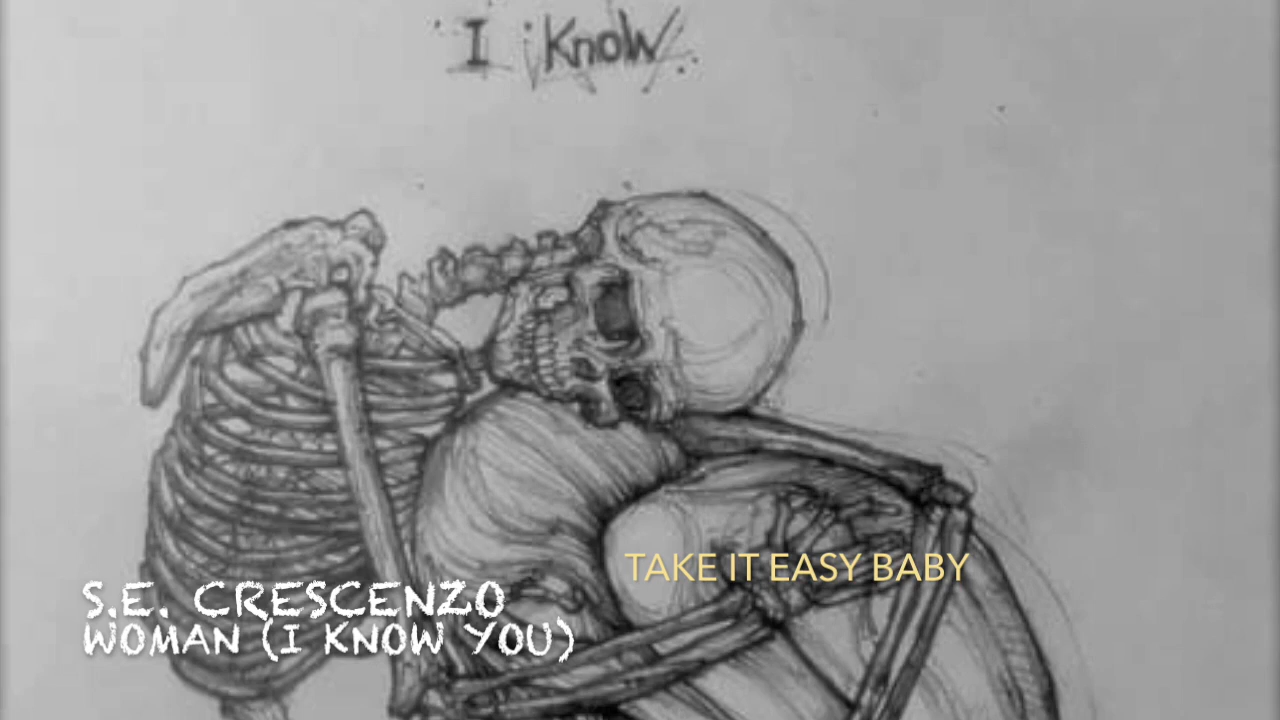 I Know
TAKE IT EASY BABY
S.E. CRESCENZO
WOMAN (I KNOW YOU)